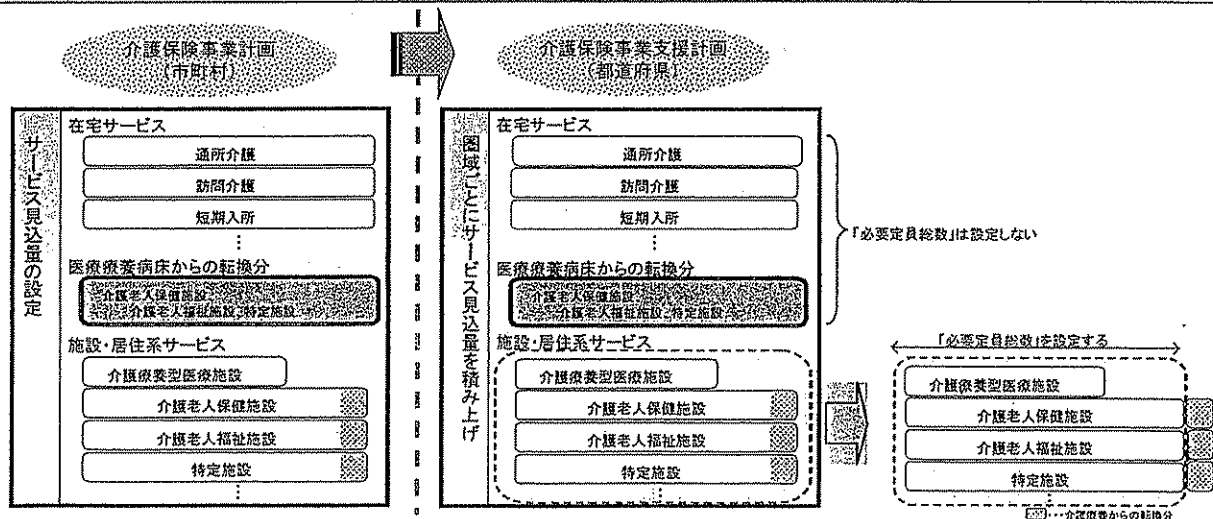 介護保険事業計画
(市町村)
サービス見込量の設定
在宅サービス
通所介護
訪問介護
短期入所
⋮
医療療養病床からの転換分
介護老人保健施設
介護老人福祉施設、特定施設
施設・居住系サービス
介護療養型医療施設
介護老人保健施設
介護老人福祉施設
特定施設
⋮
介護保険事業支援計画
(都道府県)
圏域ごとにサービス見込量を積み上げ
在宅サービス
通所介護
訪問介護
短期入所
⋮
医療療養病床からの転換分
介護老人保健施設
介護老人福祉施設、特定施設
施設・居住系サービス
介護療養型医療施設
介護老人保健施設
介護老人福祉施設
特定施設
⋮
「必要定員総数」は設定しない
「必要定員総数」を設定する
介護療養型医療施設
介護老人保健施設
介護老人福祉施設
特定施設
⋮
…介護療養からの転換分